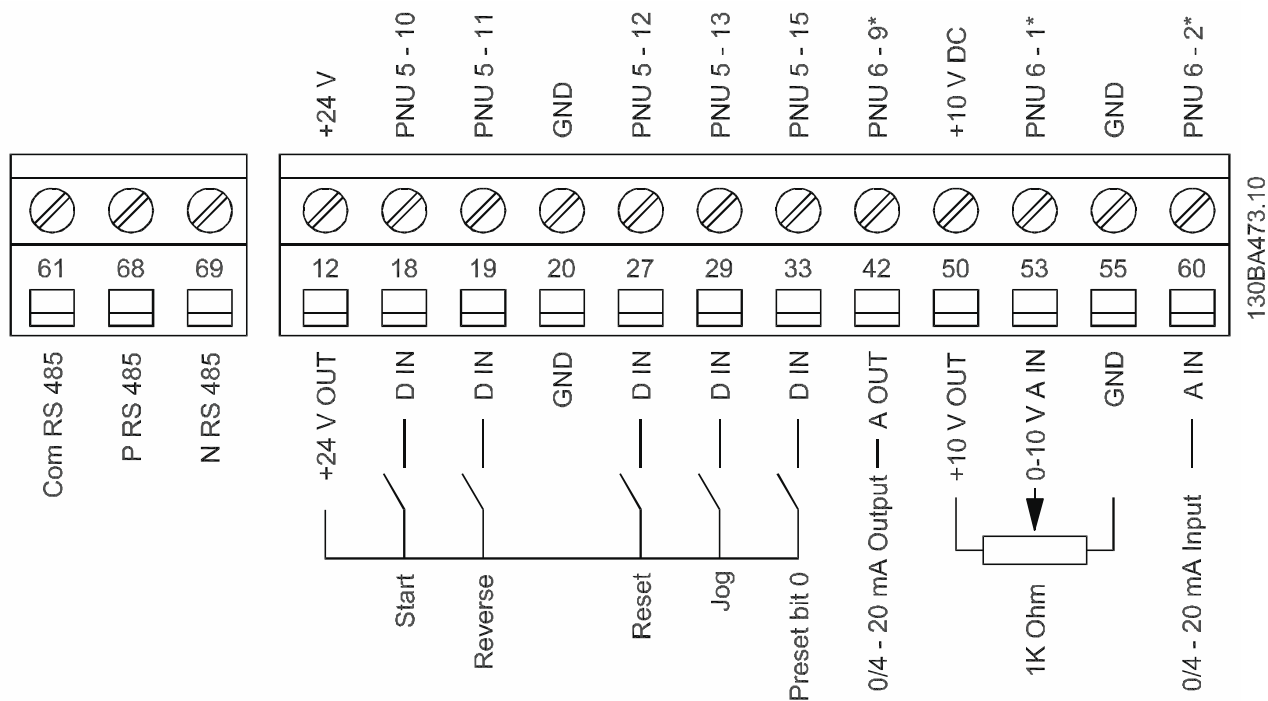 +24 V
PNU 5 - 10
PNU 5 - 11
GND
PNU 5 - 12
PNU 5 - 13
PNU 5 - 15
PNU 6 - 9*
+10 V DC
PNU 6 - 1*
GND
PNU 6 - 2*
61 68 69 12 18 19 20 27 29 33 42 50 53 55 60
Com RS 485
P RS 485
N RS 485
+24 V OUT
D IN
D IN
GND
D IN
D IN
D IN
0/4 - 20 mA Output
A OUT
+10 V OUT
0-10 V A IN
GND
0/4 - 20 mA Input
A IN
Start
Reverse
Reset
Jog
Preset bit 0
1K Ohm
130BA473.10